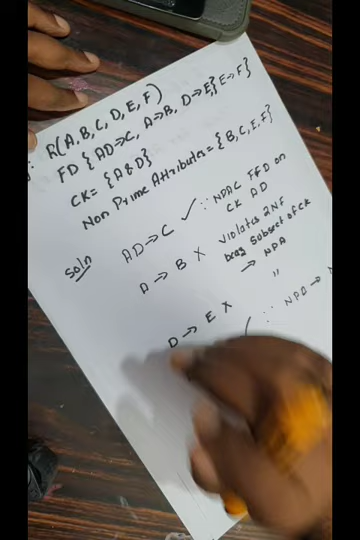 R(A,B,C,D,E,F)
FD {AD→C, A→B, D→E, E→F}
CK= {A&D}
Non Prime Attributes = {B, C, E, F}
Soln
AD→C ✓ ∵ NPAC FFD on
CK AD
A → B X violates 2NF
subset of CK
→ NPA
D → E X "
∵ NPA →